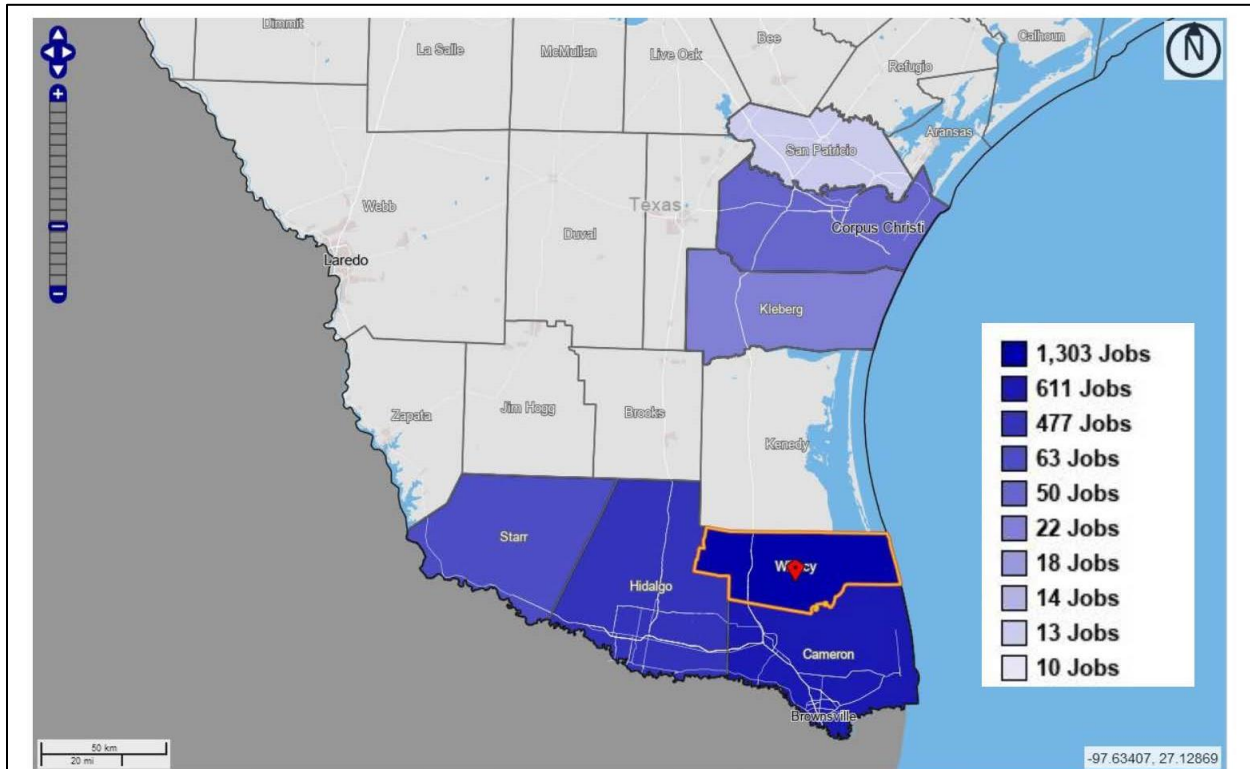 Dimmit
La Salle
McMullen
Live Oak
Bee
Calhoun
N
Refugio
Aransas
San Patricio
Webb
Texas
Duval
Corpus Christi
Laredo
Kleberg
Zapata
Jim Hogg
Brooks
Kenedy
Starr
Hidalgo
Cameron
Brownsville
1,303 Jobs
611 Jobs
477 Jobs
63 Jobs
50 Jobs
22 Jobs
18 Jobs
14 Jobs
13 Jobs
10 Jobs
50 km
20 mi
-97.63407, 27.12869